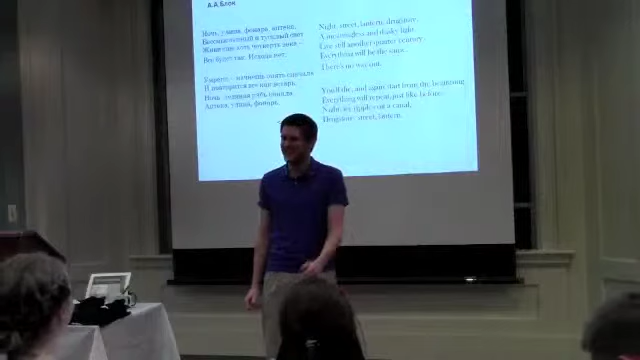 А.А.Блок
Ночь, улица, фонарь, аптека,
Бессмысленный и тусклый свет
Живи еще хоть четверть века -
Все будет так. Исхода нет.
Умрешь - начнешь опять сначала
И повторится все, как встарь:
Ночь, ледяная рябь канала,
Аптека, улица, фонарь.
Night, street, lantern, drugstore,
A meaningless and dusky light.
Live still another quarter century,
Everything will be the same.
There's no way out.
You'll die, and again start from the beginning
Everything will repeat, just like before:
Night, icy ripples on a canal,
Drugstore, street, lantern.